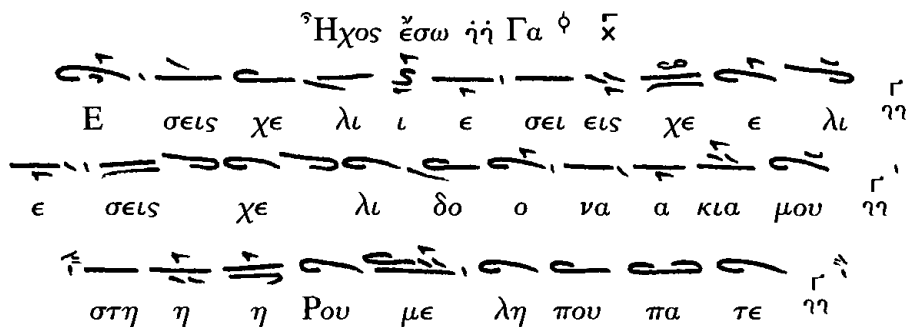 Ἦχος ἔσω ἠή Γα φ Γ χ
Ε σεις χε λι ι ε σει εις χε ε λι
ε σεις χε λι δο ο να α κια μου
στη η η Ρου με λη που πα τε